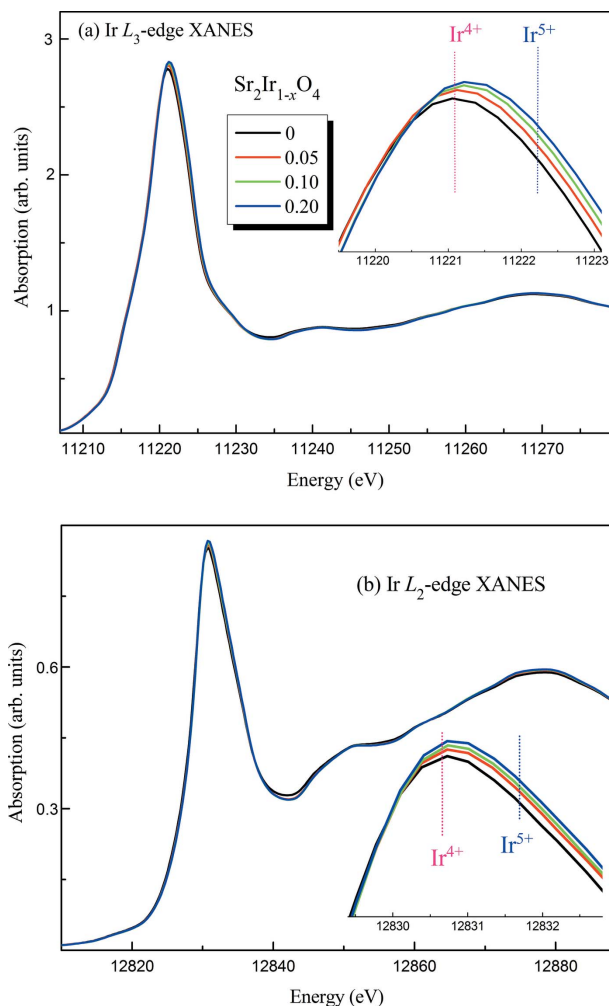 (a) Ir L₃-edge XANES
Sr₂Ir₁₋ₓO₄
0
0.05
0.10
0.20
Ir⁴⁺
Ir⁵⁺
11220
11221
11222
11223
3
2
1
Absorption (arb. units)
11210
11220
11230
11240
11250
11260
11270
Energy (eV)
(b) Ir L₂-edge XANES
Ir⁴⁺
Ir⁵⁺
12830
12831
12832
0.6
0.3
Absorption (arb. units)
12820
12840
12860
12880
Energy (eV)